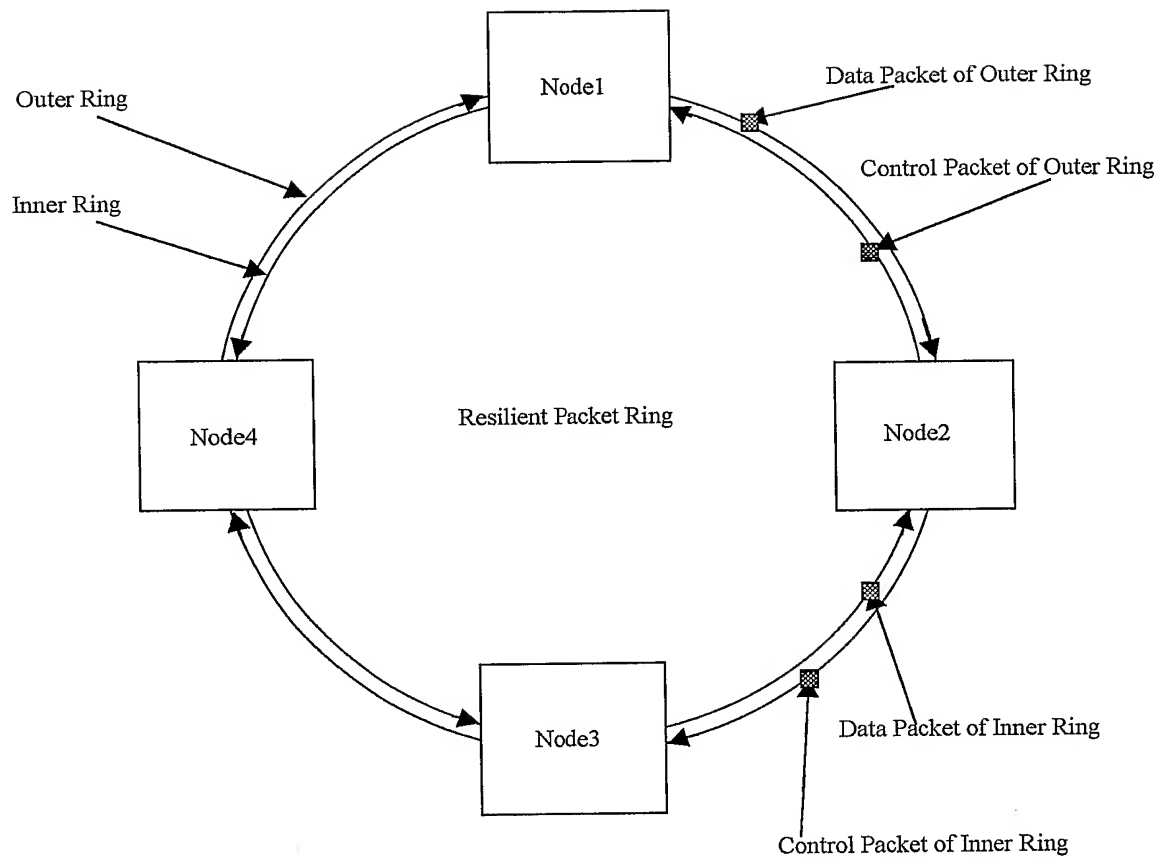 Node1
Data Packet of Outer Ring
Outer Ring
Control Packet of Outer Ring
Inner Ring
Resilient Packet Ring
Node4
Node2
Node3
Data Packet of Inner Ring
Control Packet of Inner Ring